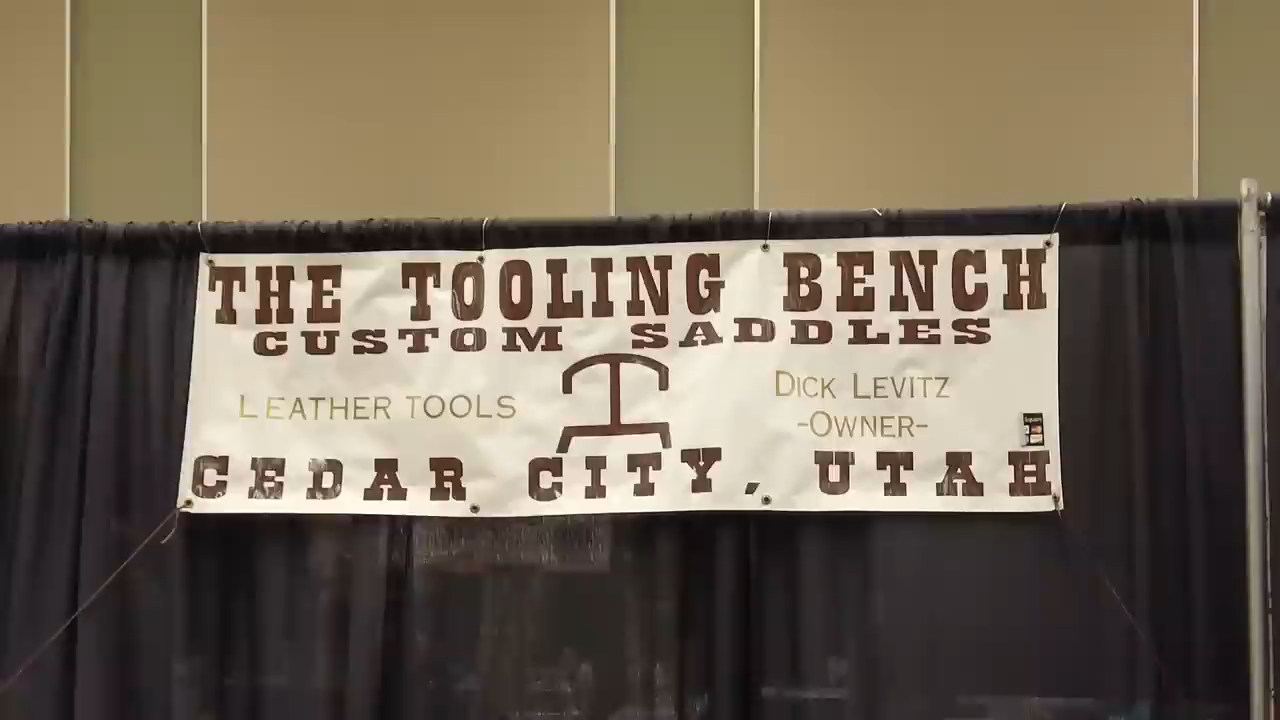 THE TOOLING BENCH
CUSTOM SADDLES
LEATHER TOOLS
DICK LEVITZ
-OWNER-
CEDAR CITY, UTAH